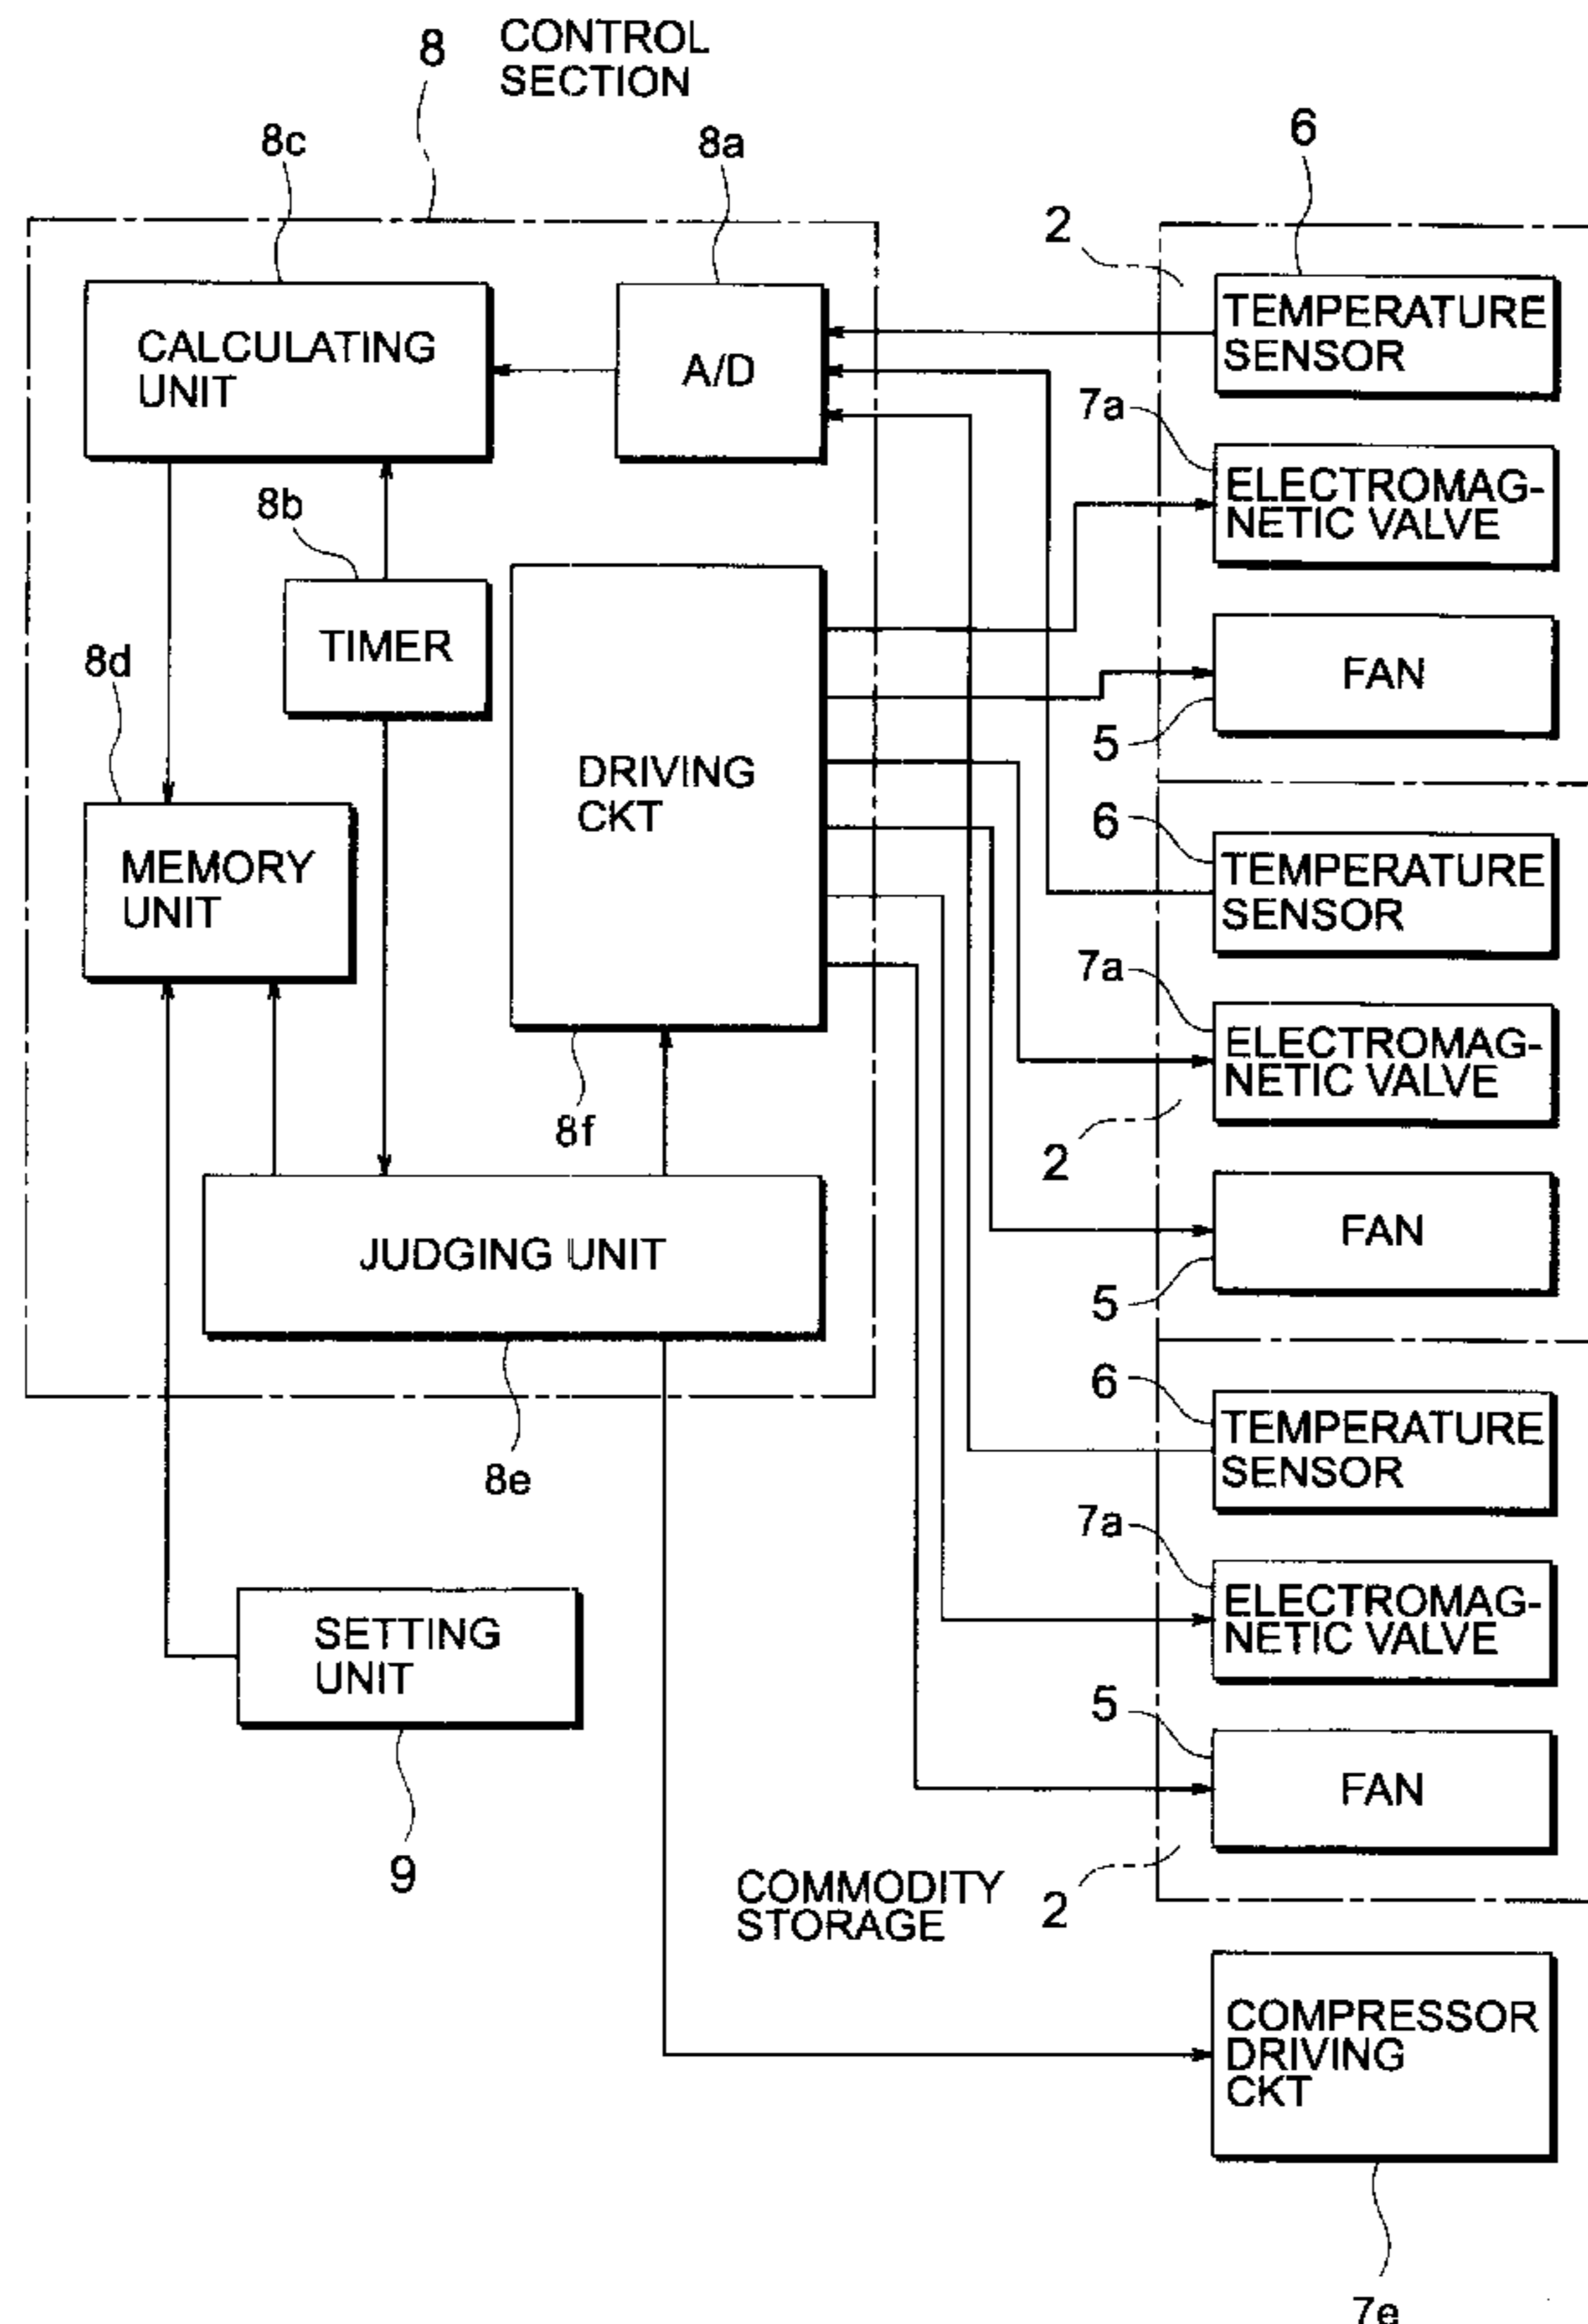 8
CONTROL
SECTION
8c
8a
6
2
CALCULATING
UNIT
A/D
TEMPERATURE
SENSOR
7a
ELECTROMAG-
NETIC VALVE
8b
TIMER
FAN
5
8d
DRIVING
CKT
MEMORY
UNIT
6
TEMPERATURE
SENSOR
7a
ELECTROMAG-
NETIC VALVE
8f
2
FAN
5
JUDGING UNIT
8e
6
TEMPERATURE
SENSOR
7a
ELECTROMAG-
NETIC VALVE
SETTING
UNIT
5
FAN
9
COMMODITY
STORAGE
2
COMPRESSOR
DRIVING
CKT
7e